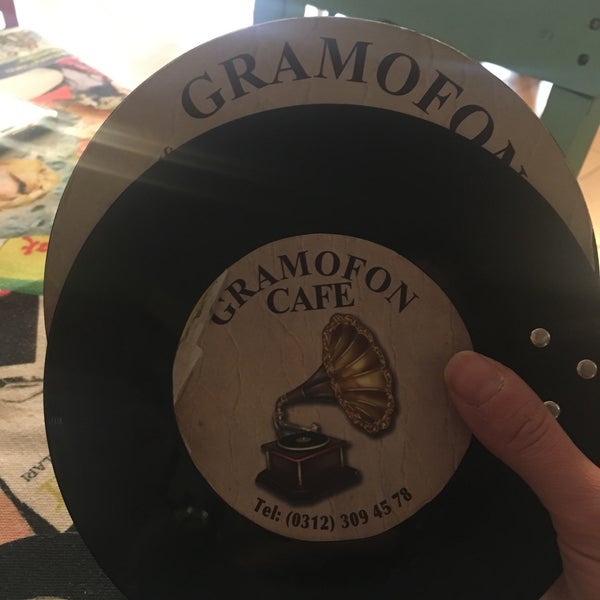 GRAMOFON
GRAMOFON
CAFE
Tel: (0312) 309 45 78